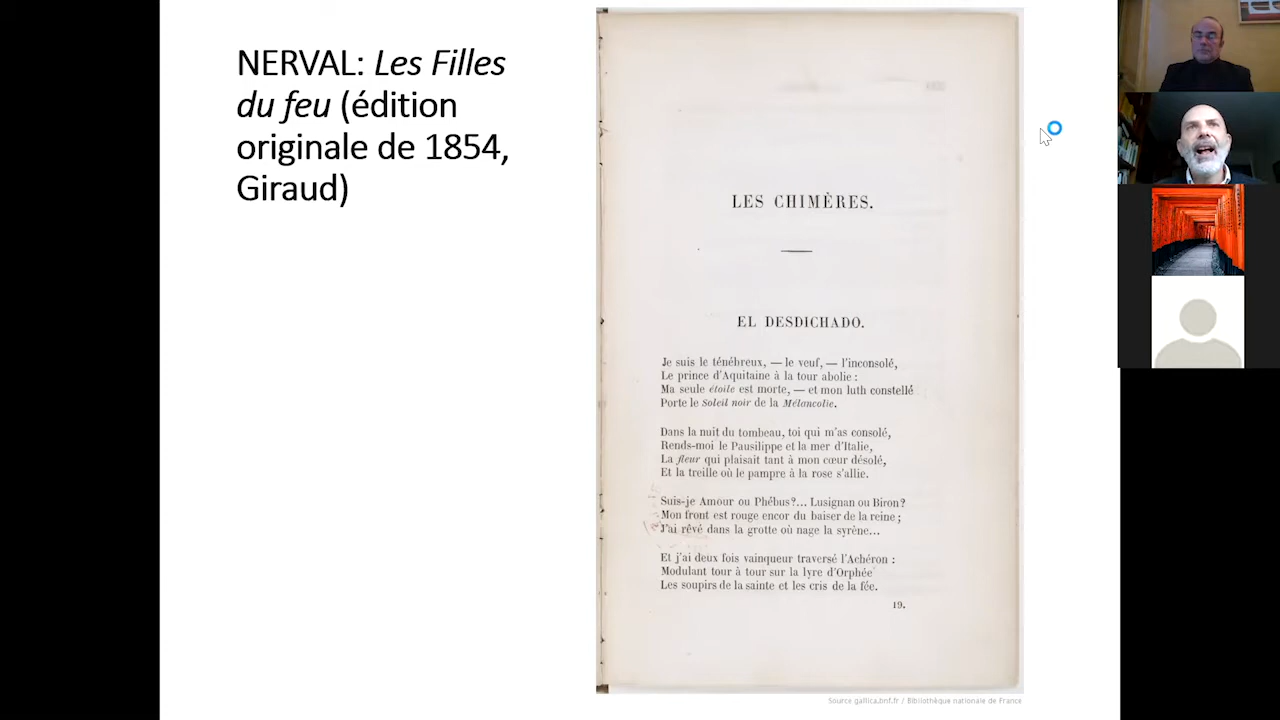 NERVAL: Les Filles
du feu (édition
originale de 1854,
Giraud)
LES CHIMÈRES.
EL DESDICHADO.
Je suis le ténébreux, — le veuf, — l'inconsolé,
Le prince d'Aquitaine à la tour abolie :
Ma seule étoile est morte, — et mon luth constellé
Porte le Soleil noir de la Mélancolie.
Dans la nuit du tombeau, toi qui m'as consolé,
Rends-moi le Pausilippe et la mer d'Italie,
La fleur qui plaisait tant à mon cœur désolé,
Et la treille où le pampre à la rose s'allie.
Suis-je Amour ou Phébus?... Lusignan ou Biron?
Mon front est rouge encor du baiser de la reine ;
J'ai rêvé dans la grotte où nage la syrène...
Et j'ai deux fois vainqueur traversé l'Achéron :
Modulant tour à tour sur la lyre d'Orphée
Les soupirs de la sainte et les cris de la fée.
19.
Source gallica.bnf.fr / Bibliothèque nationale de France